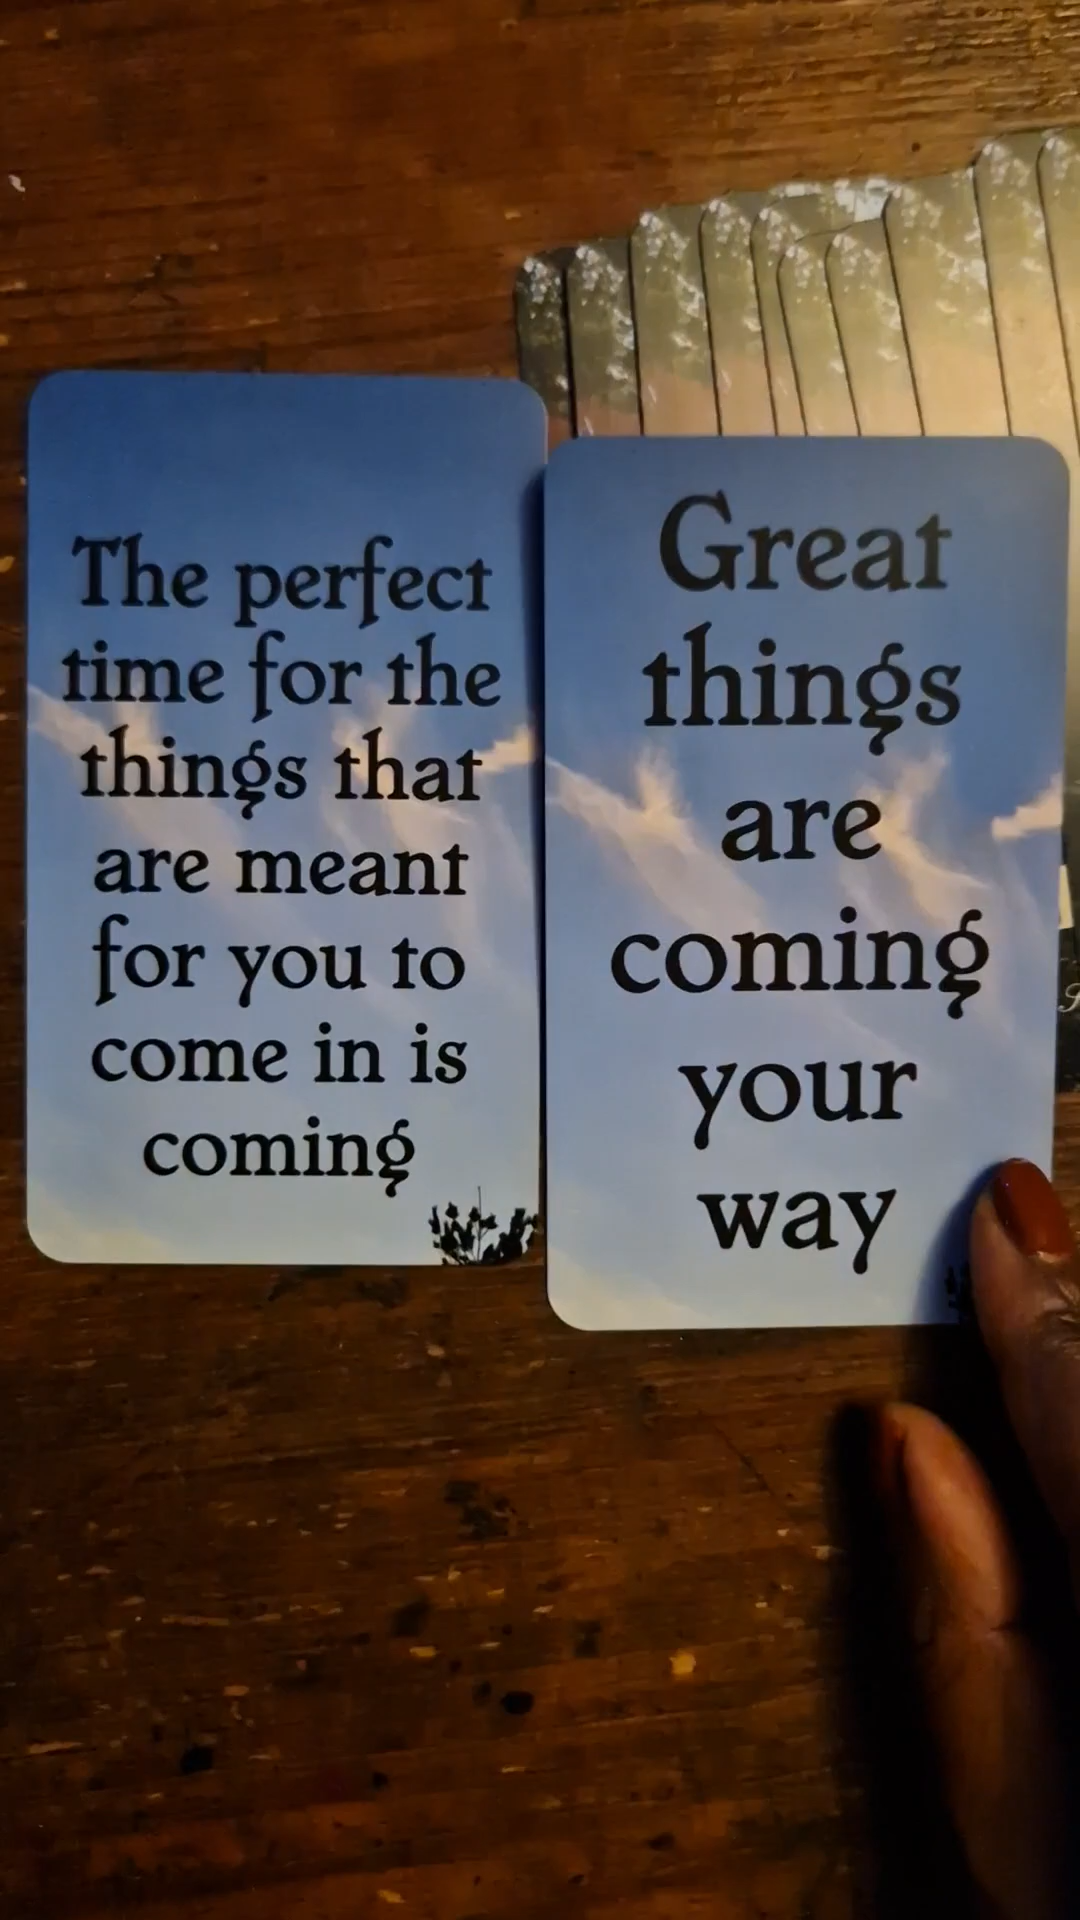 The perfect
time for the
things that
are meant
for you to
come in is
coming
Great
things
are
coming
your
way